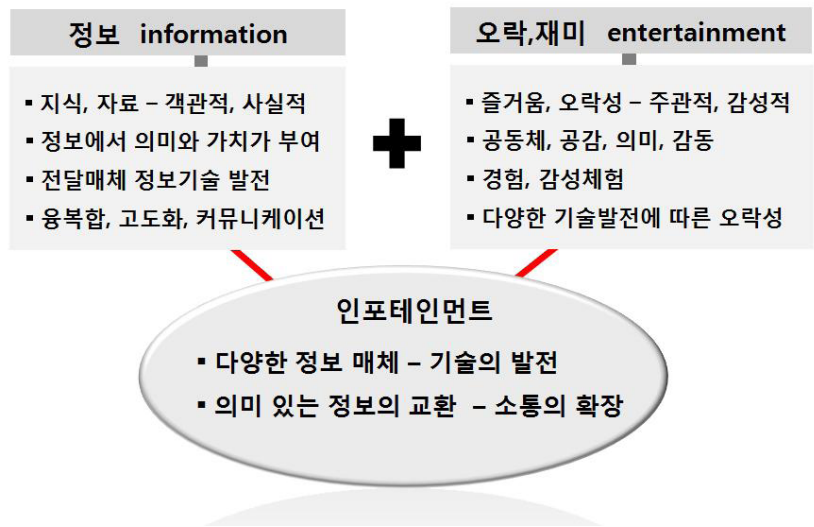 정보 information
▪ 지식, 자료 – 객관적, 사실적
▪ 정보에서 의미와 가치가 부여
▪ 전달매체 정보기술 발전
▪ 융복합, 고도화, 커뮤니케이션
오락,재미 entertainment
▪ 즐거움, 오락성 – 주관적, 감성적
▪ 공동체, 공감, 의미, 감동
▪ 경험, 감성체험
▪ 다양한 기술발전에 따른 오락성
인포테인먼트
▪ 다양한 정보 매체 – 기술의 발전
▪ 의미 있는 정보의 교환 – 소통의 확장